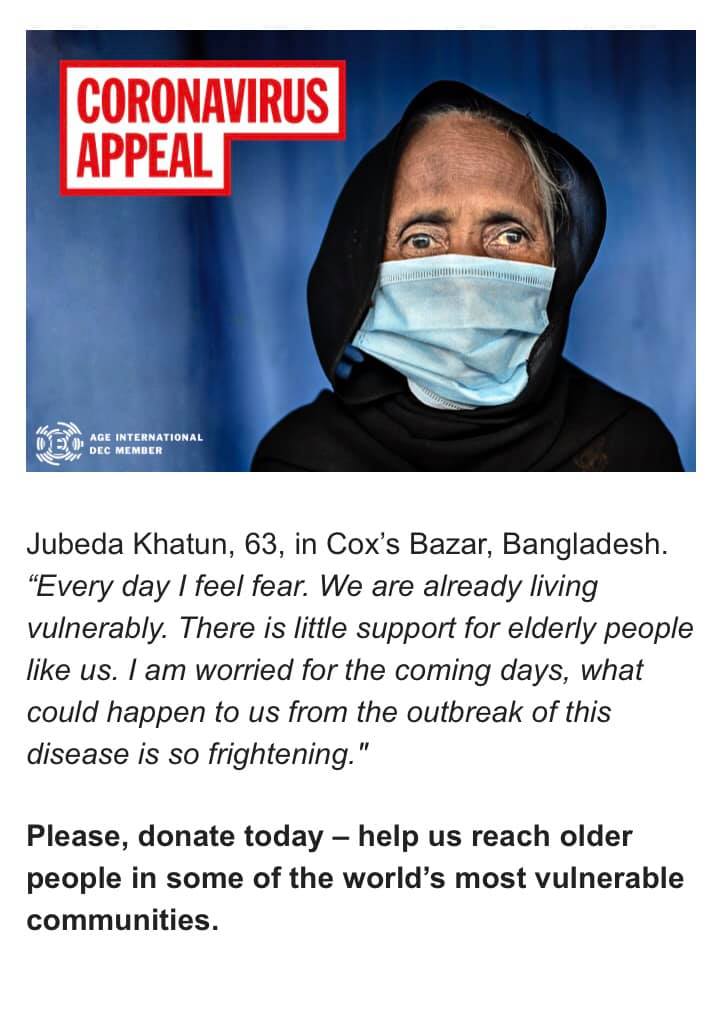 CORONAVIRUS
APPEAL
AGE INTERNATIONAL
DEC MEMBER
Jubeda Khatun, 63, in Cox’s Bazar, Bangladesh.
“Every day I feel fear. We are already living
vulnerably. There is little support for elderly people
like us. I am worried for the coming days, what
could happen to us from the outbreak of this
disease is so frightening."
Please, donate today – help us reach older
people in some of the world’s most vulnerable
communities.